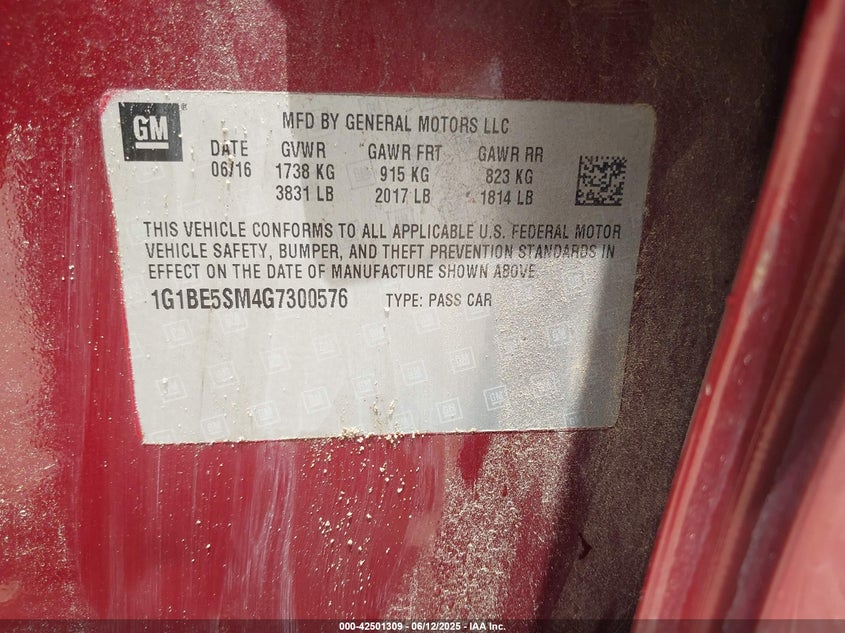 GM
MFD BY GENERAL MOTORS LLC
DATE GVWR GAWR FRT GAWR RR
06/16 1738 KG 915 KG 823 KG
3831 LB 2017 LB 1814 LB
THIS VEHICLE CONFORMS TO ALL APPLICABLE U.S. FEDERAL MOTOR
VEHICLE SAFETY, BUMPER, AND THEFT PREVENTION STANDARDS IN
EFFECT ON THE DATE OF MANUFACTURE SHOWN ABOVE.
1G1BE5SM4G7300576 TYPE: PASS CAR
000-42501309 - 06/12/2025 - IAA Inc.